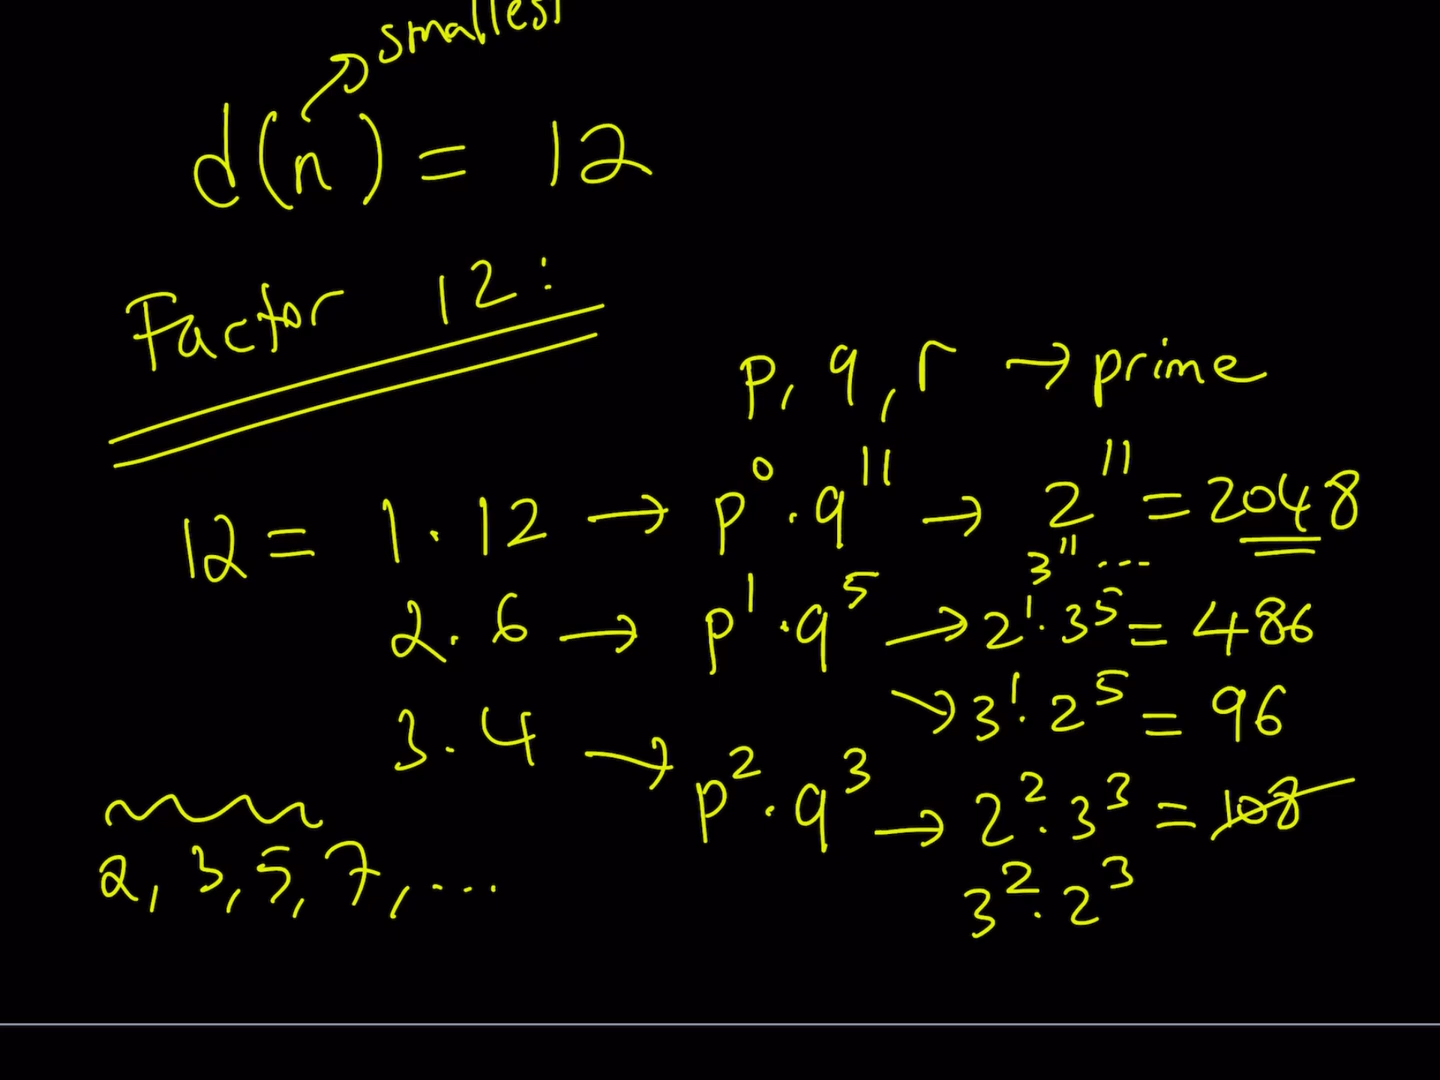 smallest
d(n) = 12
Factor 12:
p, q, r → prime
12 = 1 · 12 → p⁰ · q¹¹ → 2¹¹ = 2048
3¹¹ ...
2 · 6 → p¹ · q⁵ → 2¹ · 3⁵ = 486
→ 3¹ · 2⁵ = 96
3 · 4 → p² · q³ → 2² · 3³ = 108
3² · 2³
2, 3, 5, 7, ...